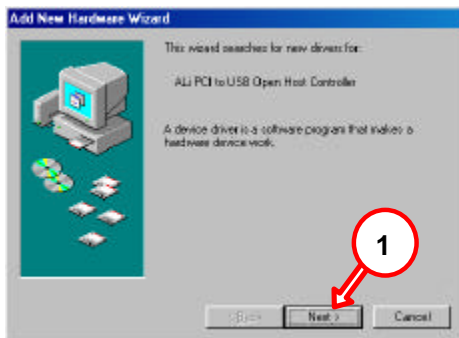 Add New Hardware Wizard
This wizard searches for new drivers for:
ALi PCI to USB Open Host Controller
A device driver is a software program that makes a
hardware device work.
1
< Back
Next >
Cancel